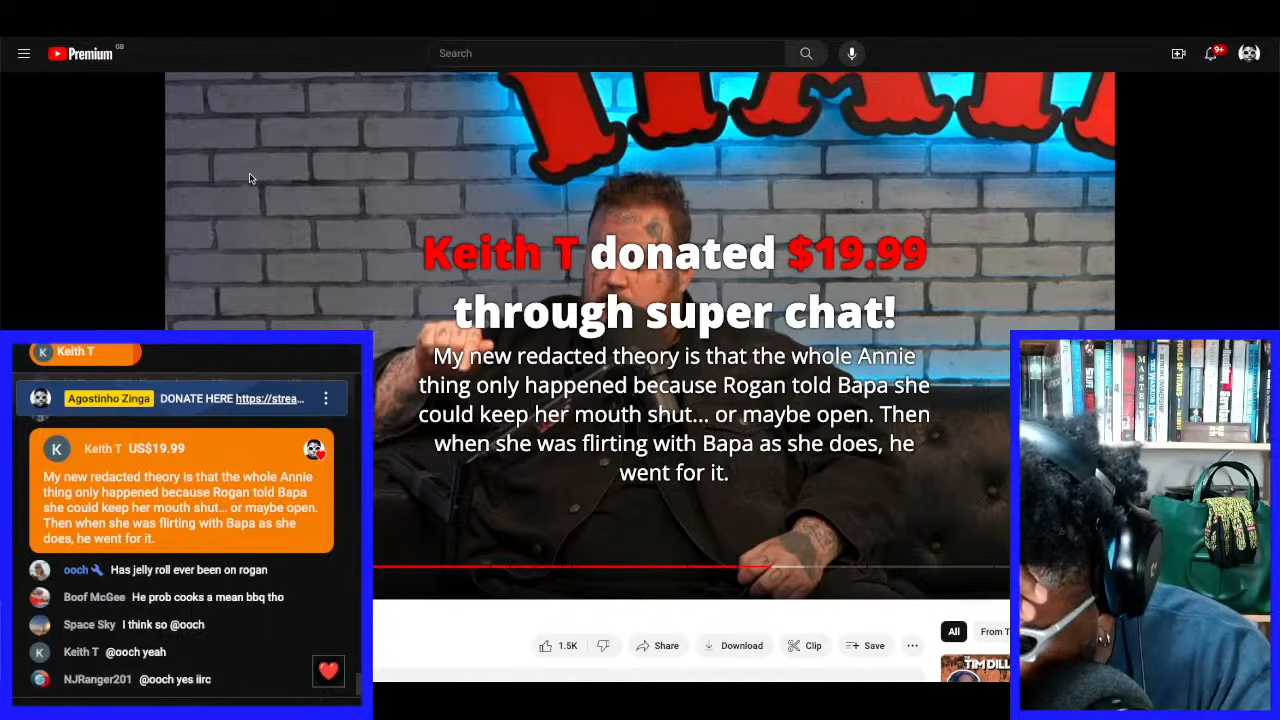 Premium GB
Search
9+
Keith T donated $19.99
through super chat!
My new redacted theory is that the whole Annie
thing only happened because Rogan told Bapa she
could keep her mouth shut... or maybe open. Then
when she was flirting with Bapa as she does, he
went for it.
K Keith T
Agostinho Zinga DONATE HERE https://strea...
K Keith T US$19.99
My new redacted theory is that the whole Annie
thing only happened because Rogan told Bapa
she could keep her mouth shut... or maybe open.
Then when she was flirting with Bapa as she
does, he went for it.
ooch Has jelly roll ever been on rogan
Boof McGee He prob cooks a mean bbq tho
Space Sky I think so @ooch
K Keith T @ooch yeah
NJRanger201 @ooch yes iirc
1.5K Share Download Clip Save ...
All From T
TIM DILL
TOOLS OF TITANS